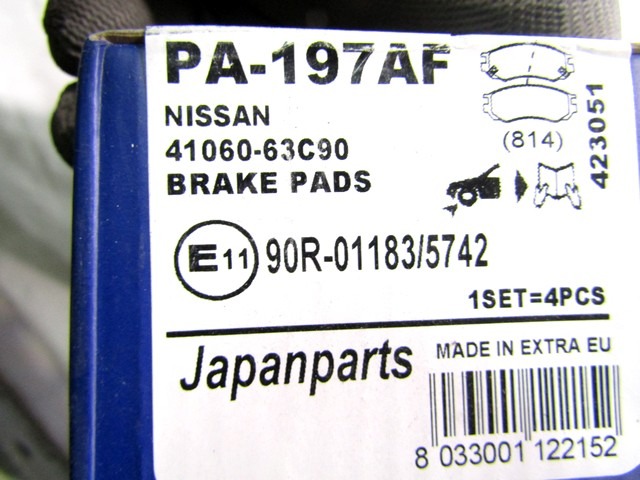 PA-197AF
NISSAN
41060-63C90
BRAKE PADS
(814)
423051
E11 90R-01183/5742
1SET=4PCS
Japanparts
MADE IN EXTRA EU
8 033001 122152